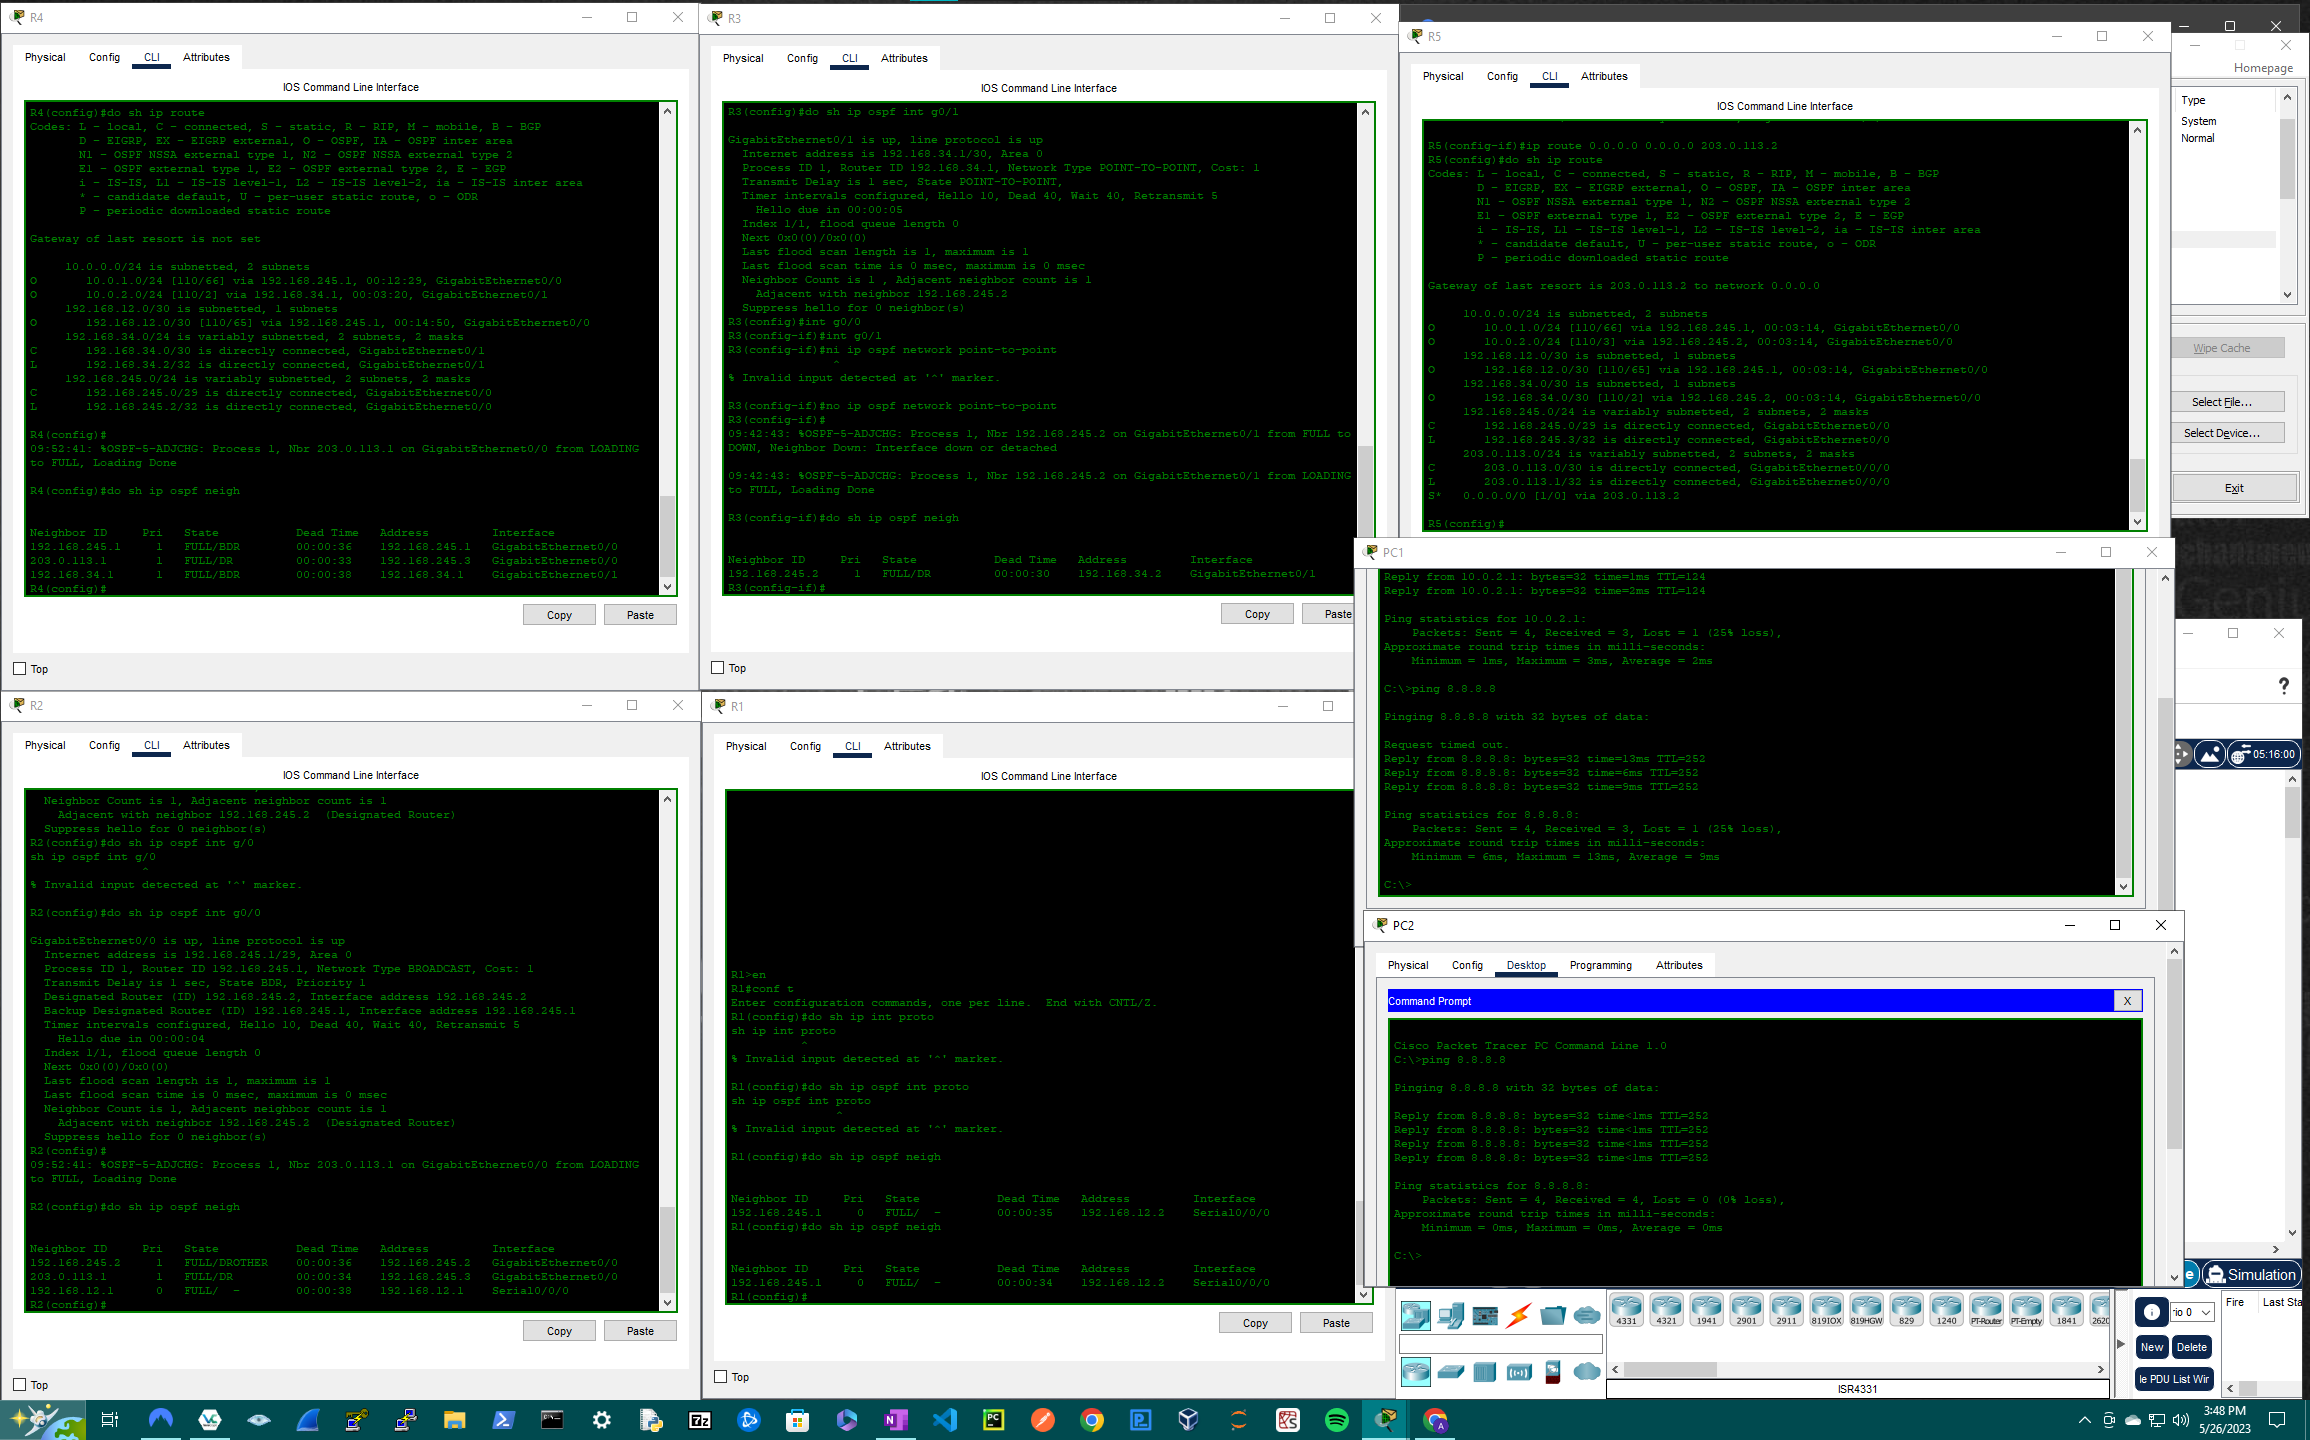 R4
Physical Config CLI Attributes
IOS Command Line Interface
R4(config)#do sh ip route
Codes: L - local, C - connected, S - static, R - RIP, M - mobile, B - BGP
D - EIGRP, EX - EIGRP external, O - OSPF, IA - OSPF inter area
N1 - OSPF NSSA external type 1, N2 - OSPF NSSA external type 2
E1 - OSPF external type 1, E2 - OSPF external type 2, E - EGP
i - IS-IS, L1 - IS-IS level-1, L2 - IS-IS level-2, ia - IS-IS inter area
* - candidate default, U - per-user static route, o - ODR
P - periodic downloaded static route
Gateway of last resort is not set
10.0.0.0/24 is subnetted, 2 subnets
O 10.0.1.0/24 [110/66] via 192.168.245.1, 00:12:29, GigabitEthernet0/0
O 10.0.2.0/24 [110/2] via 192.168.34.1, 00:03:20, GigabitEthernet0/1
192.168.12.0/30 is subnetted, 1 subnets
O 192.168.12.0/30 [110/65] via 192.168.245.1, 00:14:50, GigabitEthernet0/0
192.168.34.0/24 is variably subnetted, 2 subnets, 2 masks
C 192.168.34.0/30 is directly connected, GigabitEthernet0/1
L 192.168.34.2/32 is directly connected, GigabitEthernet0/1
192.168.245.0/24 is variably subnetted, 2 subnets, 2 masks
C 192.168.245.0/29 is directly connected, GigabitEthernet0/0
L 192.168.245.2/32 is directly connected, GigabitEthernet0/0
R4(config)#
09:52:41: %OSPF-5-ADJCHG: Process 1, Nbr 203.0.113.1 on GigabitEthernet0/0 from LOADING
to FULL, Loading Done
R4(config)#do sh ip ospf neigh
Neighbor ID Pri State Dead Time Address Interface
192.168.245.1 1 FULL/BDR 00:00:36 192.168.245.1 GigabitEthernet0/0
203.0.113.1 1 FULL/DR 00:00:33 192.168.245.3 GigabitEthernet0/0
192.168.34.1 1 FULL/BDR 00:00:38 192.168.34.1 GigabitEthernet0/1
R4(config)#
Copy Paste
Top
R3
Physical Config CLI Attributes
IOS Command Line Interface
R3(config)#do sh ip ospf int g0/1
GigabitEthernet0/1 is up, line protocol is up
Internet address is 192.168.34.1/30, Area 0
Process ID 1, Router ID 192.168.34.1, Network Type POINT-TO-POINT, Cost: 1
Transmit Delay is 1 sec, State POINT-TO-POINT,
Timer intervals configured, Hello 10, Dead 40, Wait 40, Retransmit 5
Hello due in 00:00:05
Index 1/1, flood queue length 0
Next 0x0(0)/0x0(0)
Last flood scan length is 1, maximum is 1
Last flood scan time is 0 msec, maximum is 0 msec
Neighbor Count is 1 , Adjacent neighbor count is 1
Adjacent with neighbor 192.168.245.2
Suppress hello for 0 neighbor(s)
R3(config)#int g0/0
R3(config-if)#int g0/1
R3(config-if)#ni ip ospf network point-to-point
^
% Invalid input detected at '^' marker.
R3(config-if)#no ip ospf network point-to-point
R3(config-if)#
09:42:43: %OSPF-5-ADJCHG: Process 1, Nbr 192.168.245.2 on GigabitEthernet0/1 from FULL to
DOWN, Neighbor Down: Interface down or detached
09:42:43: %OSPF-5-ADJCHG: Process 1, Nbr 192.168.245.2 on GigabitEthernet0/1 from LOADING
to FULL, Loading Done
R3(config-if)#do sh ip ospf neigh
Neighbor ID Pri State Dead Time Address Interface
192.168.245.2 1 FULL/DR 00:00:30 192.168.34.2 GigabitEthernet0/1
R3(config-if)#
Copy Paste
Top
R5
Physical Config CLI Attributes
IOS Command Line Interface
R5(config-if)#ip route 0.0.0.0 0.0.0.0 203.0.113.2
R5(config)#do sh ip route
Codes: L - local, C - connected, S - static, R - RIP, M - mobile, B - BGP
D - EIGRP, EX - EIGRP external, O - OSPF, IA - OSPF inter area
N1 - OSPF NSSA external type 1, N2 - OSPF NSSA external type 2
E1 - OSPF external type 1, E2 - OSPF external type 2, E - EGP
i - IS-IS, L1 - IS-IS level-1, L2 - IS-IS level-2, ia - IS-IS inter area
* - candidate default, U - per-user static route, o - ODR
P - periodic downloaded static route
Gateway of last resort is 203.0.113.2 to network 0.0.0.0
10.0.0.0/24 is subnetted, 2 subnets
O 10.0.1.0/24 [110/66] via 192.168.245.1, 00:03:14, GigabitEthernet0/0
O 10.0.2.0/24 [110/3] via 192.168.245.2, 00:03:14, GigabitEthernet0/0
192.168.12.0/30 is subnetted, 1 subnets
O 192.168.12.0/30 [110/65] via 192.168.245.1, 00:03:14, GigabitEthernet0/0
192.168.34.0/30 is subnetted, 1 subnets
O 192.168.34.0/30 [110/2] via 192.168.245.2, 00:03:14, GigabitEthernet0/0
192.168.245.0/24 is variably subnetted, 2 subnets, 2 masks
C 192.168.245.0/29 is directly connected, GigabitEthernet0/0
L 192.168.245.3/32 is directly connected, GigabitEthernet0/0
203.0.113.0/24 is variably subnetted, 2 subnets, 2 masks
C 203.0.113.0/30 is directly connected, GigabitEthernet0/0/0
L 203.0.113.1/32 is directly connected, GigabitEthernet0/0/0
S* 0.0.0.0/0 [1/0] via 203.0.113.2
R5(config)#
Homepage
Type
System
Normal
Wipe Cache
Select File...
Select Device...
Exit
PC1
Reply from 10.0.2.1: bytes=32 time=1ms TTL=124
Reply from 10.0.2.1: bytes=32 time=2ms TTL=124
Ping statistics for 10.0.2.1:
Packets: Sent = 4, Received = 3, Lost = 1 (25% loss),
Approximate round trip times in milli-seconds:
Minimum = 1ms, Maximum = 3ms, Average = 2ms
C:\>ping 8.8.8.8
Pinging 8.8.8.8 with 32 bytes of data:
Request timed out.
Reply from 8.8.8.8: bytes=32 time=13ms TTL=252
Reply from 8.8.8.8: bytes=32 time=6ms TTL=252
Reply from 8.8.8.8: bytes=32 time=9ms TTL=252
Ping statistics for 8.8.8.8:
Packets: Sent = 4, Received = 3, Lost = 1 (25% loss),
Approximate round trip times in milli-seconds:
Minimum = 6ms, Maximum = 13ms, Average = 9ms
C:\>
?
05:16:00
R2
Physical Config CLI Attributes
IOS Command Line Interface
Neighbor Count is 1, Adjacent neighbor count is 1
Adjacent with neighbor 192.168.245.2 (Designated Router)
Suppress hello for 0 neighbor(s)
R2(config)#do sh ip ospf int g/0
sh ip ospf int g/0
^
% Invalid input detected at '^' marker.
R2(config)#do sh ip ospf int g0/0
GigabitEthernet0/0 is up, line protocol is up
Internet address is 192.168.245.1/29, Area 0
Process ID 1, Router ID 192.168.245.1, Network Type BROADCAST, Cost: 1
Transmit Delay is 1 sec, State BDR, Priority 1
Designated Router (ID) 192.168.245.2, Interface address 192.168.245.2
Backup Designated Router (ID) 192.168.245.1, Interface address 192.168.245.1
Timer intervals configured, Hello 10, Dead 40, Wait 40, Retransmit 5
Hello due in 00:00:04
Index 1/1, flood queue length 0
Next 0x0(0)/0x0(0)
Last flood scan length is 1, maximum is 1
Last flood scan time is 0 msec, maximum is 0 msec
Neighbor Count is 1, Adjacent neighbor count is 1
Adjacent with neighbor 192.168.245.2 (Designated Router)
Suppress hello for 0 neighbor(s)
R2(config)#
09:52:41: %OSPF-5-ADJCHG: Process 1, Nbr 203.0.113.1 on GigabitEthernet0/0 from LOADING
to FULL, Loading Done
R2(config)#do sh ip ospf neigh
Neighbor ID Pri State Dead Time Address Interface
192.168.245.2 1 FULL/DROTHER 00:00:36 192.168.245.2 GigabitEthernet0/0
203.0.113.1 1 FULL/DR 00:00:34 192.168.245.3 GigabitEthernet0/0
192.168.12.1 0 FULL/ - 00:00:38 192.168.12.1 Serial0/0/0
R2(config)#
Copy Paste
Top
R1
Physical Config CLI Attributes
IOS Command Line Interface
R1>en
R1#conf t
Enter configuration commands, one per line. End with CNTL/Z.
R1(config)#do sh ip int proto
sh ip int proto
^
% Invalid input detected at '^' marker.
R1(config)#do sh ip ospf int proto
sh ip ospf int proto
^
% Invalid input detected at '^' marker.
R1(config)#do sh ip ospf neigh
Neighbor ID Pri State Dead Time Address Interface
192.168.245.1 0 FULL/ - 00:00:35 192.168.12.2 Serial0/0/0
R1(config)#do sh ip ospf neigh
Neighbor ID Pri State Dead Time Address Interface
192.168.245.1 0 FULL/ - 00:00:34 192.168.12.2 Serial0/0/0
R1(config)#
Copy Paste
Top
PC2
Physical Config Desktop Programming Attributes
Command Prompt X
Cisco Packet Tracer PC Command Line 1.0
C:\>ping 8.8.8.8
Pinging 8.8.8.8 with 32 bytes of data:
Reply from 8.8.8.8: bytes=32 time<1ms TTL=252
Reply from 8.8.8.8: bytes=32 time<1ms TTL=252
Reply from 8.8.8.8: bytes=32 time<1ms TTL=252
Reply from 8.8.8.8: bytes=32 time<1ms TTL=252
Ping statistics for 8.8.8.8:
Packets: Sent = 4, Received = 4, Lost = 0 (0% loss),
Approximate round trip times in milli-seconds:
Minimum = 0ms, Maximum = 0ms, Average = 0ms
C:\>
e Simulation
4331 4321 1941 2901 2911 819IOX 819HGW 829 1240 PT-Router PT-Empty 1841 2620
ISR4331
rio 0
Fire Last Sta
New Delete
le PDU List Wir
3:48 PM
5/26/2023